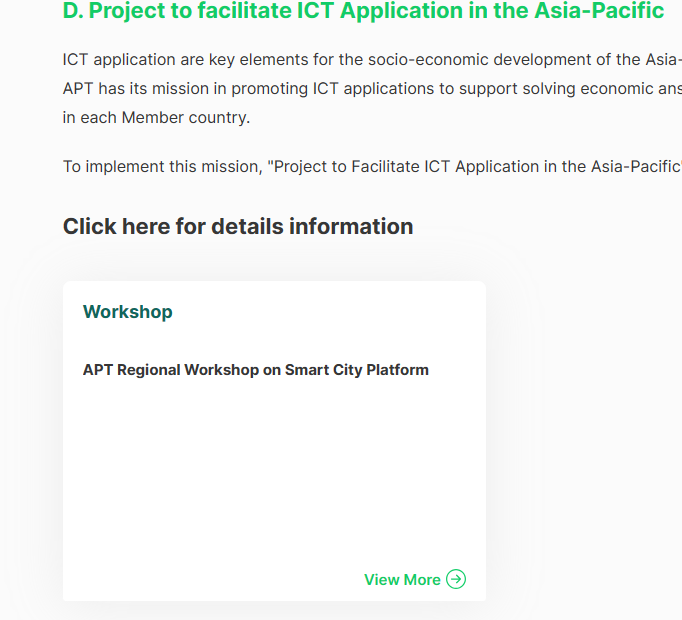 D. Project to facilitate ICT Application in the Asia-Pacific
ICT application are key elements for the socio-economic development of the Asia-
APT has its mission in promoting ICT applications to support solving economic ans
in each Member country.
To implement this mission, "Project to Facilitate ICT Application in the Asia-Pacific"
Click here for details information
Workshop
APT Regional Workshop on Smart City Platform
View More